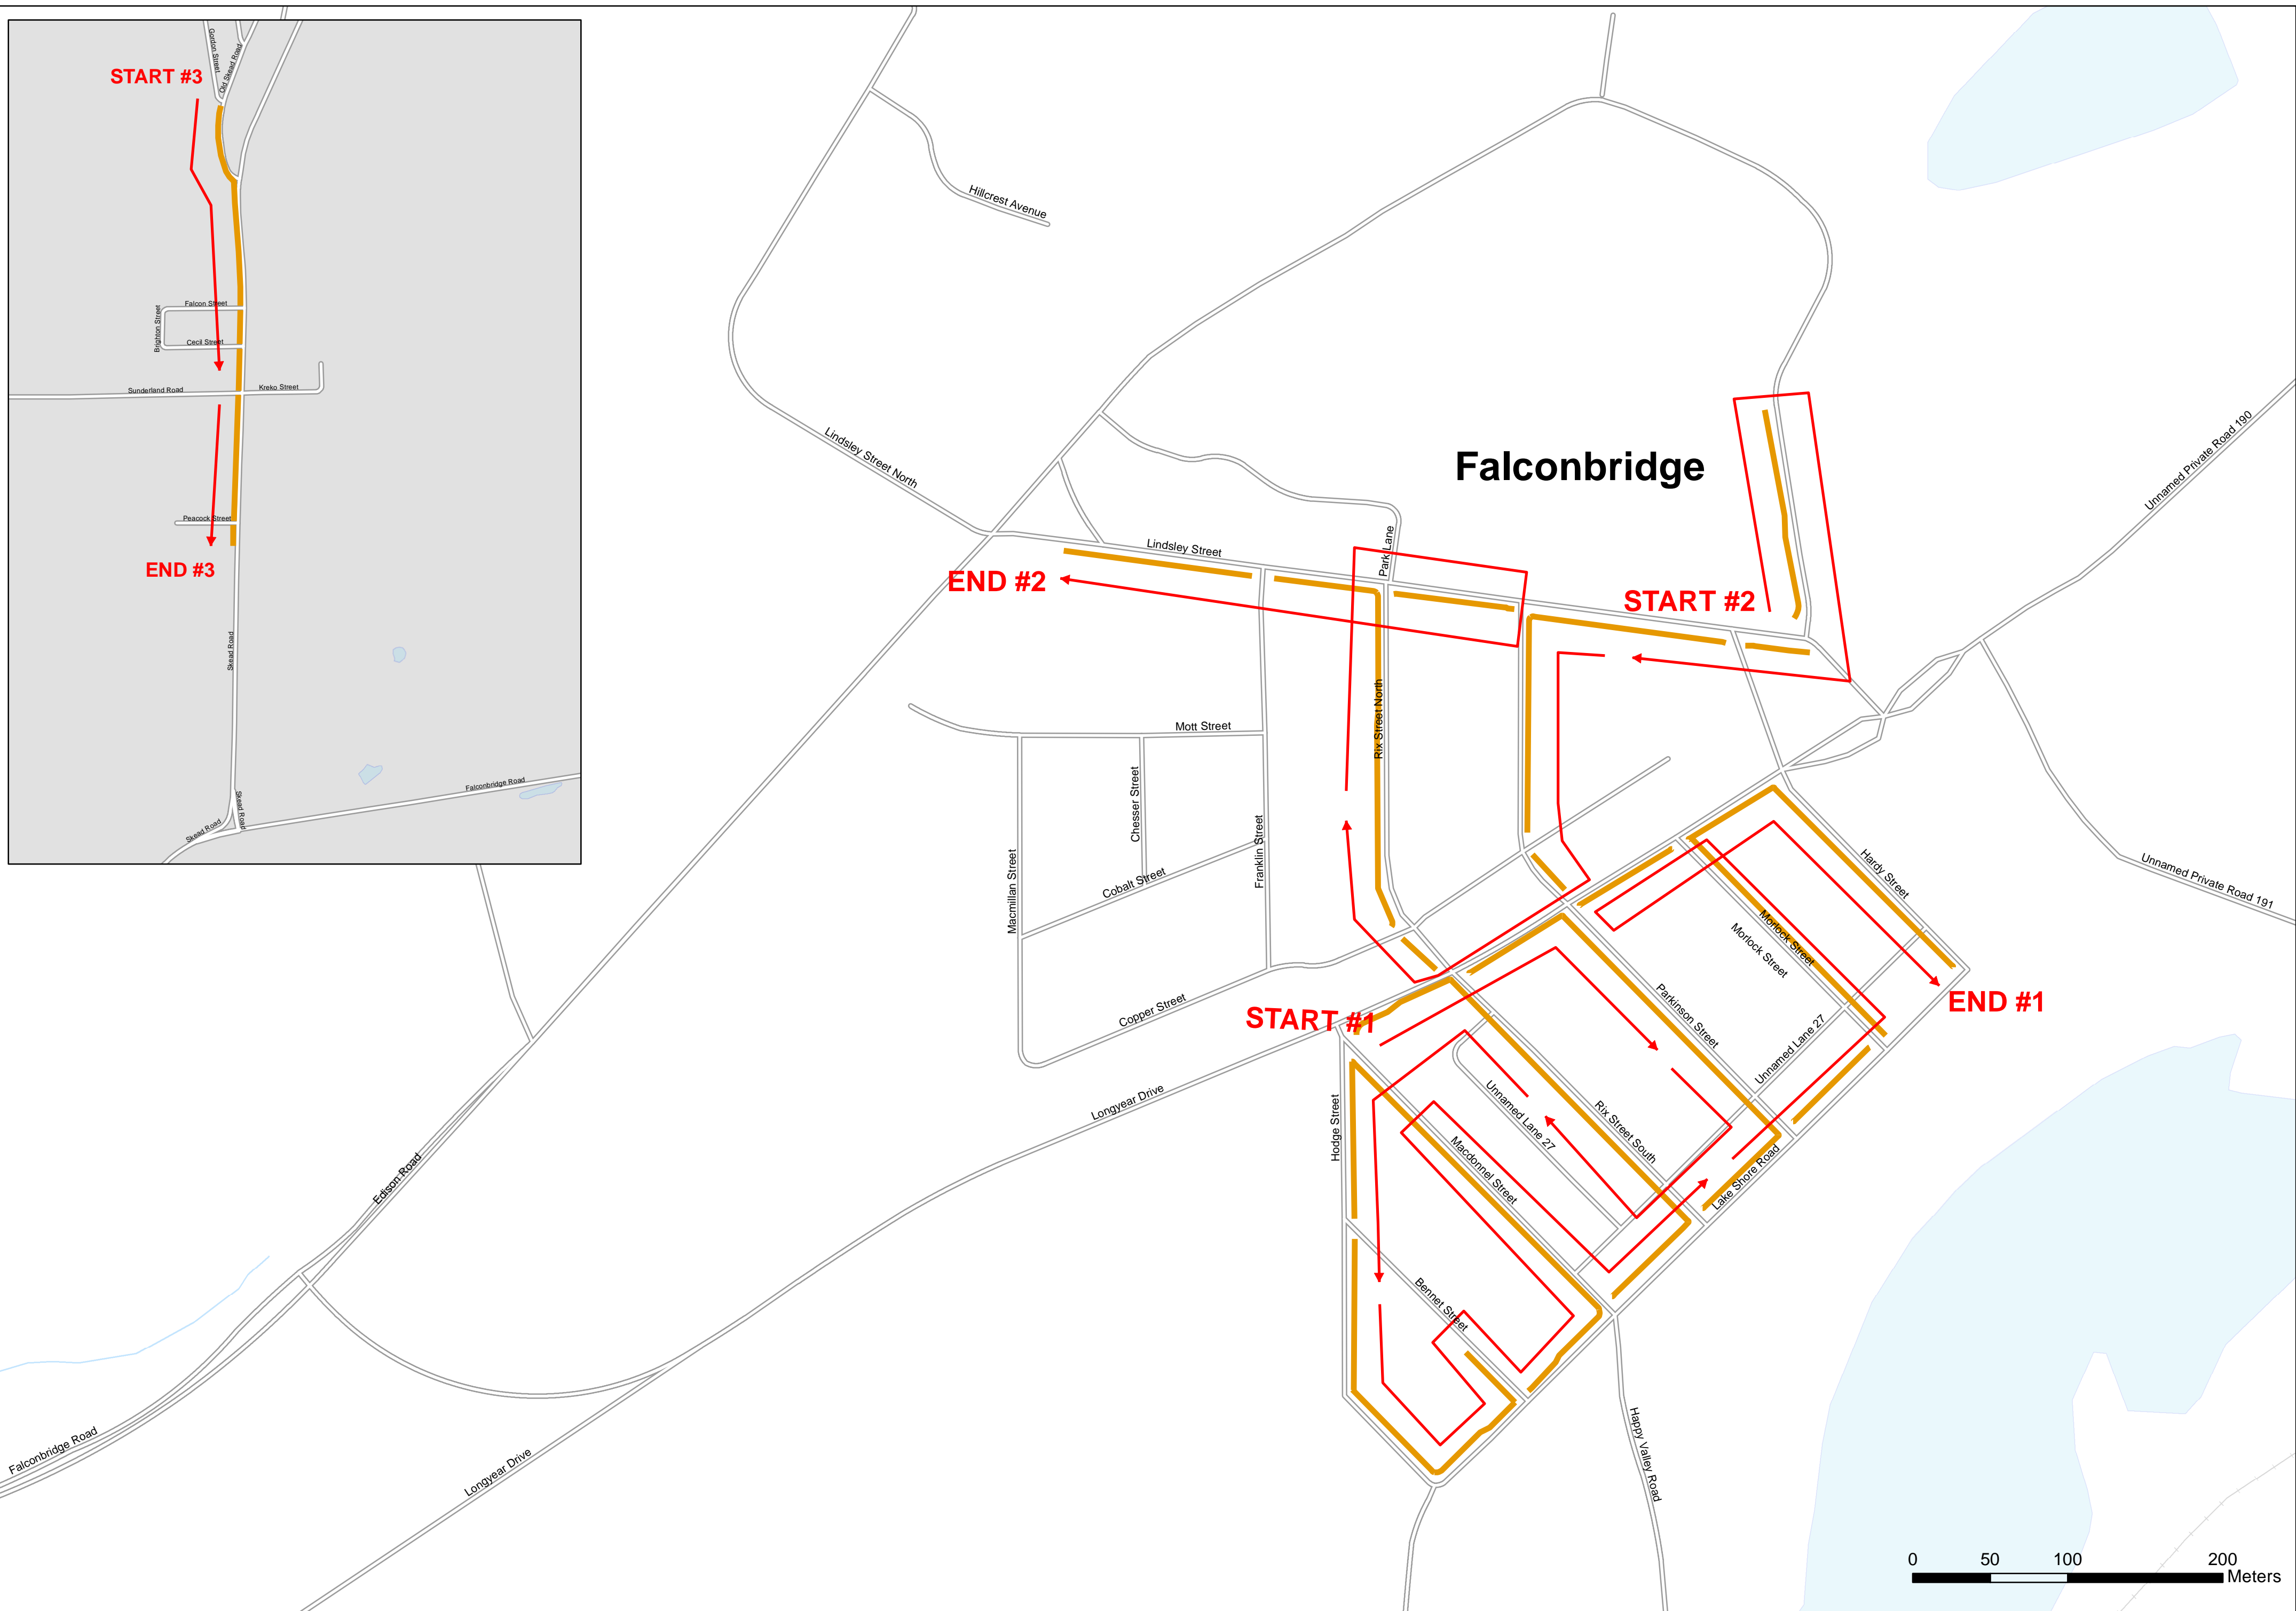 Gordon Street
Old Skead Road
START #3
Falcon Street
Brighton Street
Cecil Street
Sunderland Road
Kreko Street
Peacock Street
END #3
Skead Road
Falconbridge Road
Skead Road
Skead Road
Hillcrest Avenue
Lindsley Street North
Falconbridge
Unnamed Private Road 190
Lindsley Street
Park Lane
END #2
START #2
Rix Street North
Mott Street
Chesser Street
Macmillan Street
Cobalt Street
Franklin Street
Hardy Street
Unnamed Private Road 191
Morlock Street
Morlock Street
Copper Street
START #1
Parkinson Street
END #1
Unnamed Lane 27
Longyear Drive
Hodge Street
Unnamed Lane 27
Rix Street South
Macdonnel Street
Lake Shore Road
Edison Road
Bennet Street
Happy Valley Road
Falconbridge Road
Longyear Drive
0 50 100 200
Meters